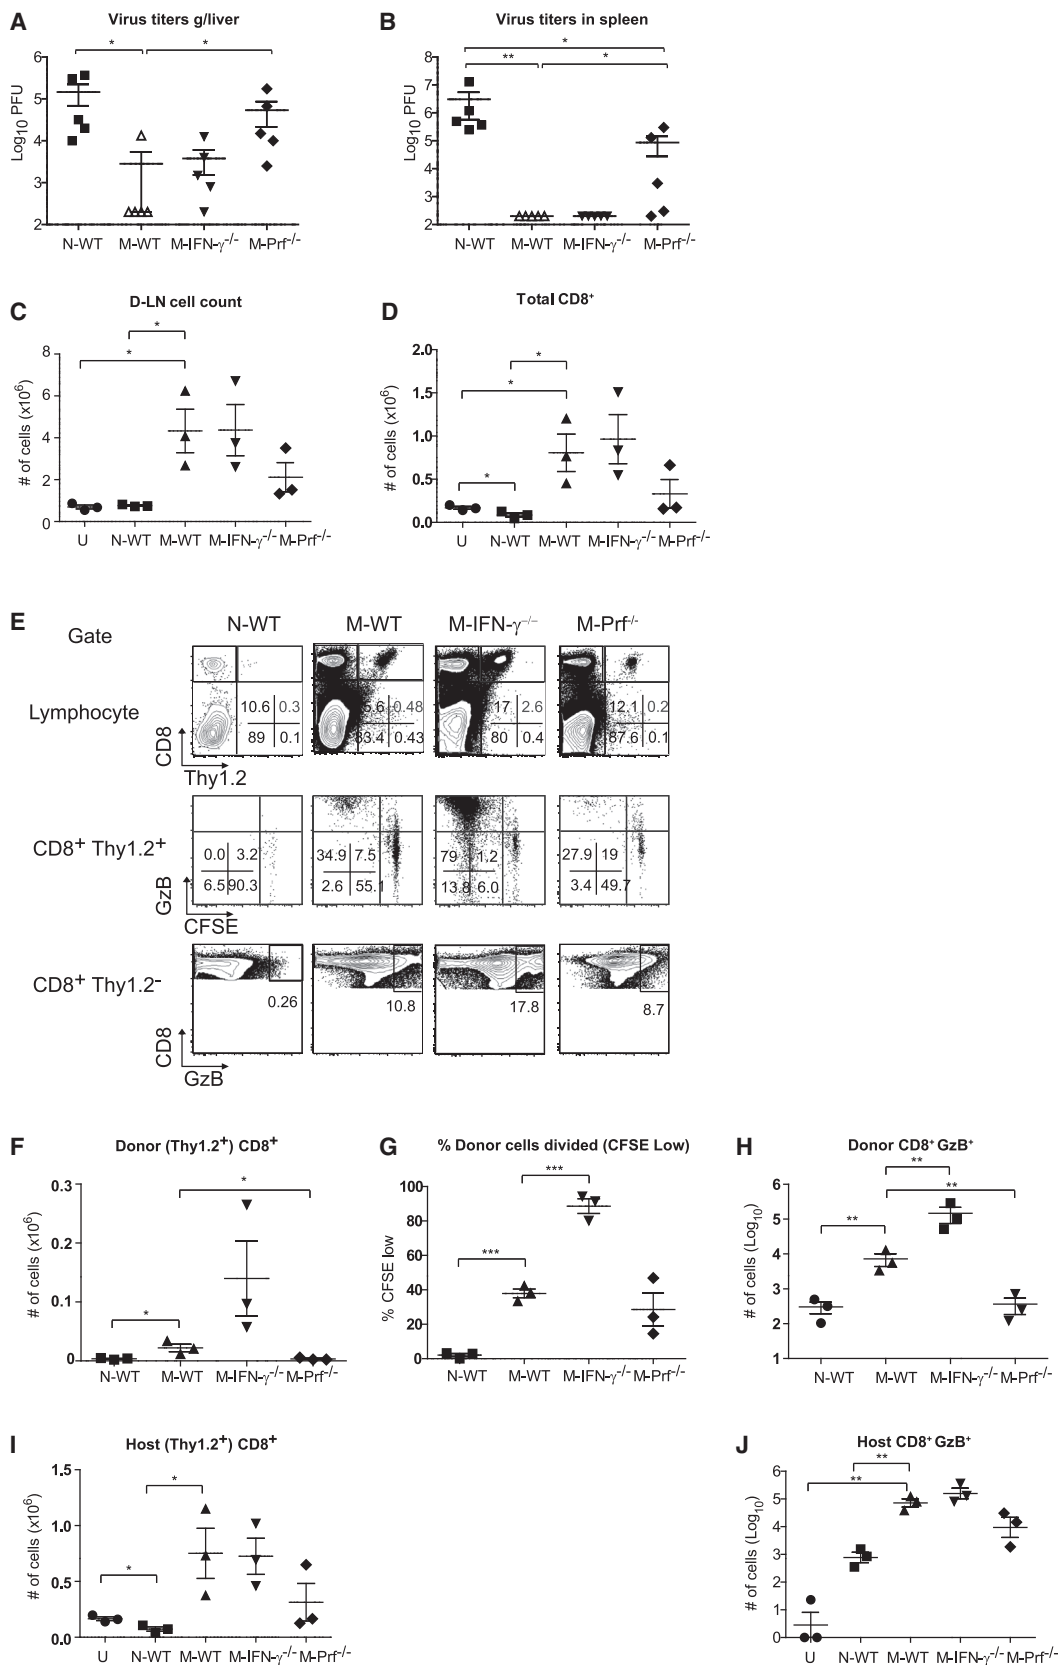 A Virus titers g/liver
* *
6
5
4
3
2
Log10 PFU
N-WT M-WT M-IFN-γ-/- M-Prf-/-
B Virus titers in spleen
*
** *
8
7
6
5
4
3
2
Log10 PFU
N-WT M-WT M-IFN-γ-/- M-Prf-/-
C D-LN cell count
*
*
8
6
4
2
0
# of cells (x10⁶)
U N-WT M-WT M-IFN-γ-/- M-Prf-/-
D Total CD8+
*
*
*
2.0
1.5
1.0
0.5
0.0
# of cells (x10⁶)
U N-WT M-WT M-IFN-γ-/- M-Prf-/-
E
Gate N-WT M-WT M-IFN-γ-/- M-Prf-/-
Lymphocyte
10.6 0.3 5.6 0.48 17 2.6 12.1 0.2
89 0.1 83.4 0.43 80 0.4 87.6 0.1
CD8
Thy1.2
CD8+ Thy1.2+
0.0 3.2 34.9 7.5 79 1.2 27.9 19
6.5 90.3 2.6 55.1 13.8 6.0 3.4 49.7
GzB
CFSE
CD8+ Thy1.2-
0.26 10.8 17.8 8.7
CD8
GzB
F Donor (Thy1.2+) CD8+
*
*
0.3
0.2
0.1
0
# of cells (x10⁶)
N-WT M-WT M-IFN-γ-/- M-Prf-/-
G % Donor cells divided (CFSE Low)
***
***
100
80
60
40
20
0
% CFSE low
N-WT M-WT M-IFN-γ-/- M-Prf-/-
H Donor CD8+ GzB+
**
**
**
6
5
4
3
2
1
# of cells (Log10)
N-WT M-WT M-IFN-γ-/- M-Prf-/-
I Host (Thy1.2+) CD8+
*
*
1.5
1.0
0.5
0.0
# of cells (x10⁶)
U N-WT M-WT M-IFN-γ-/- M-Prf-/-
J Host CD8+ GzB+
**
**
6
5
4
3
2
1
0
# of cells (Log10)
U N-WT M-WT M-IFN-γ-/- M-Prf-/-